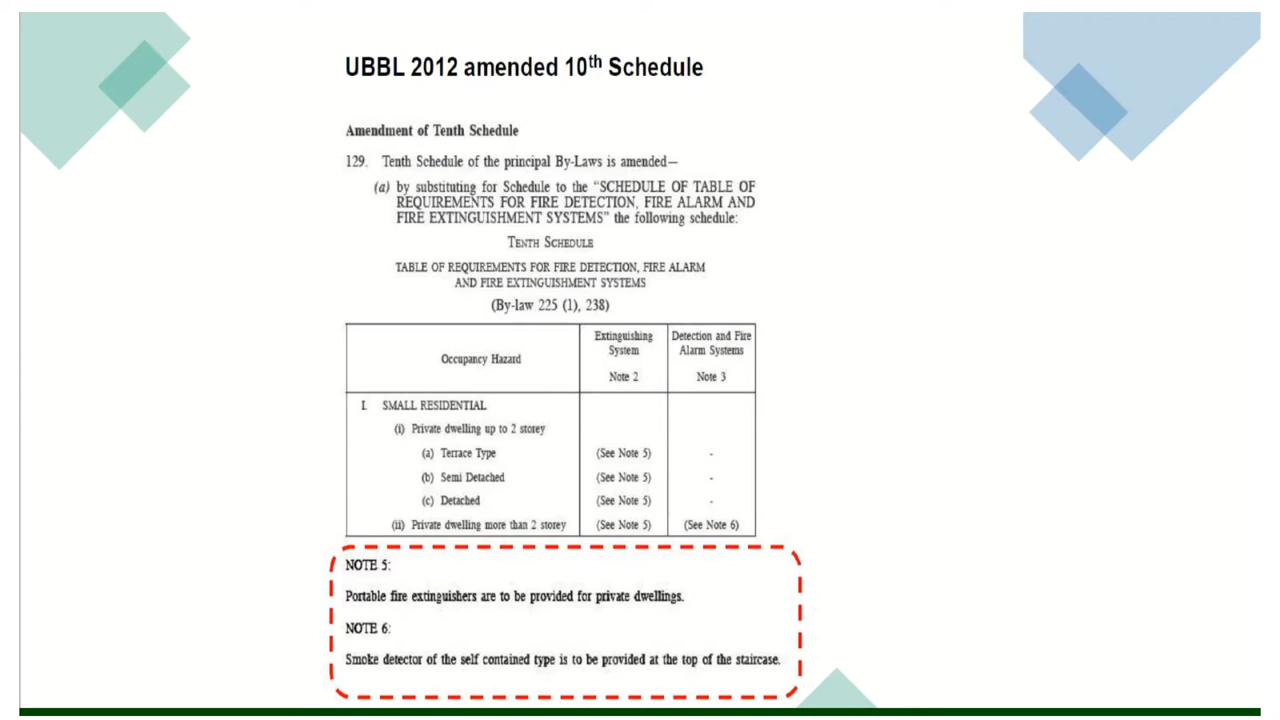 UBBL 2012 amended 10th Schedule
Amendment of Tenth Schedule
129. Tenth Schedule of the principal By-Laws is amended—
(a) by substituting for Schedule to the “SCHEDULE OF TABLE OF
REQUIREMENTS FOR FIRE DETECTION, FIRE ALARM AND
FIRE EXTINGUISHMENT SYSTEMS” the following schedule:
TENTH SCHEDULE
TABLE OF REQUIREMENTS FOR FIRE DETECTION, FIRE ALARM
AND FIRE EXTINGUISHMENT SYSTEMS
(By-law 225 (1), 238)
Occupancy Hazard
Extinguishing
System
Note 2
Detection and Fire
Alarm Systems
Note 3
I. SMALL RESIDENTIAL
(i) Private dwelling up to 2 storey
(a) Terrace Type (See Note 5) -
(b) Semi Detached (See Note 5) -
(c) Detached (See Note 5) -
(ii) Private dwelling more than 2 storey (See Note 5) (See Note 6)
NOTE 5:
Portable fire extinguishers are to be provided for private dwellings.
NOTE 6:
Smoke detector of the self contained type is to be provided at the top of the staircase.